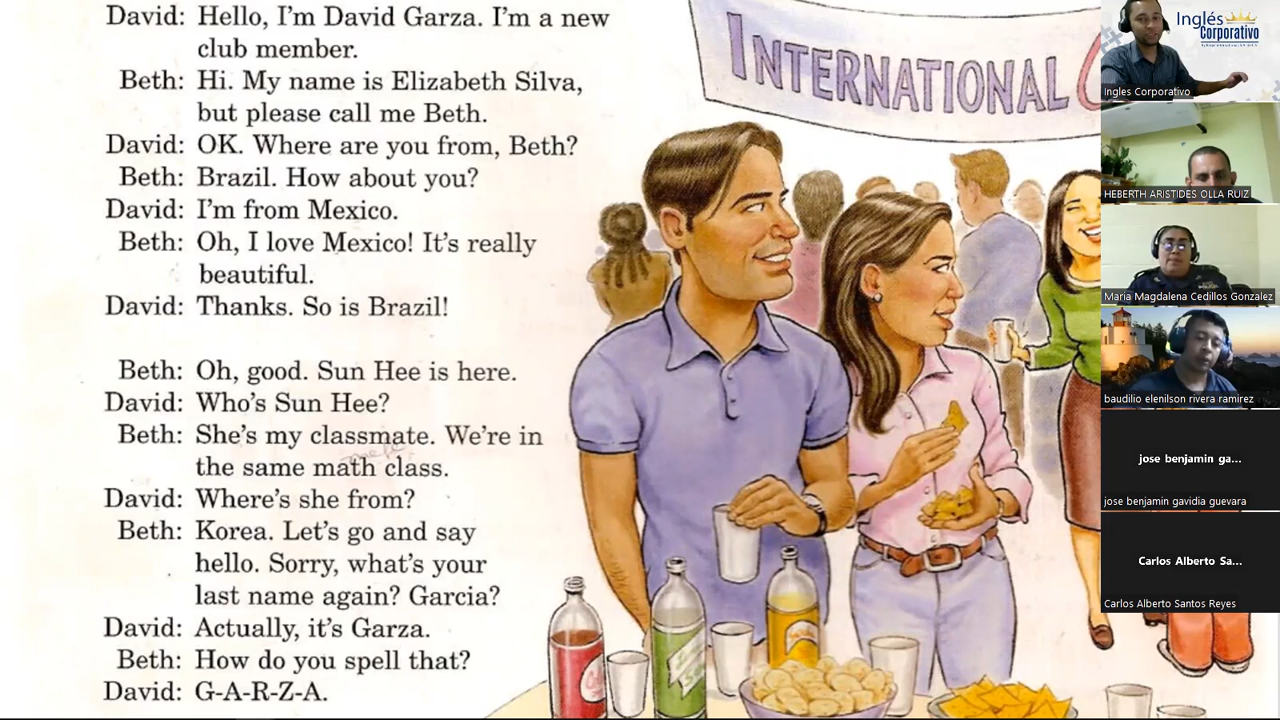 David: Hello, I'm David Garza. I'm a new
club member.
Beth: Hi. My name is Elizabeth Silva,
but please call me Beth.
David: OK. Where are you from, Beth?
Beth: Brazil. How about you?
David: I'm from Mexico.
Beth: Oh, I love Mexico! It's really
beautiful.
David: Thanks. So is Brazil!
Beth: Oh, good. Sun Hee is here.
David: Who's Sun Hee?
Beth: She's my classmate. We're in
the same math class.
David: Where's she from?
Beth: Korea. Let's go and say
hello. Sorry, what's your
last name again? Garcia?
David: Actually, it's Garza.
Beth: How do you spell that?
David: G-A-R-Z-A.
INTERNATIONAL C
Inglés
Corporativo
Ingles Corporativo
HEBERTH ARISTIDES OLLA RUIZ
Maria Magdalena Cedillos Gonzalez
baudilio elenilson rivera ramirez
jose benjamin ga...
jose benjamin gavidia guevara
Carlos Alberto Sa...
Carlos Alberto Santos Reyes